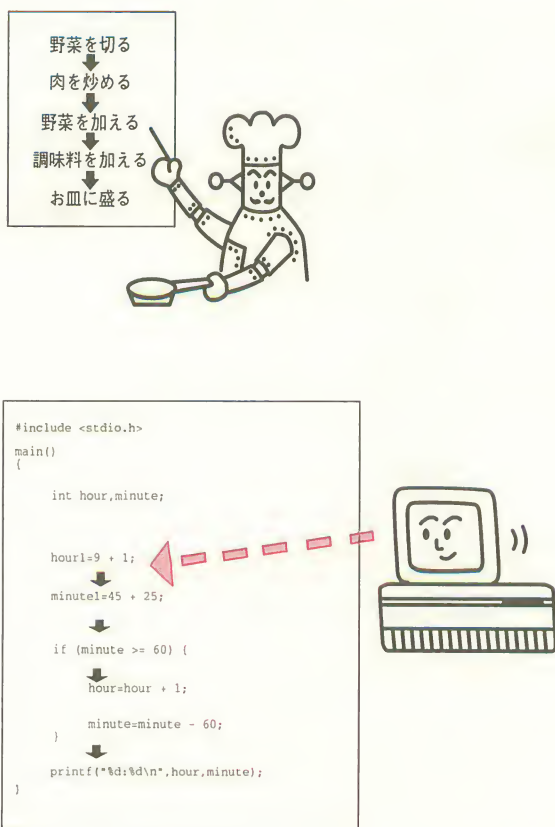 野菜を切る
肉を炒める
野菜を加える
調味料を加える
お皿に盛る
#include <stdio.h>
main()
{
int hour,minute;
hour1=9 + 1;
minute1=45 + 25;
if (minute >= 60) {
hour=hour + 1;
minute=minute - 60;
}
printf("%d:%d\n",hour,minute);
}